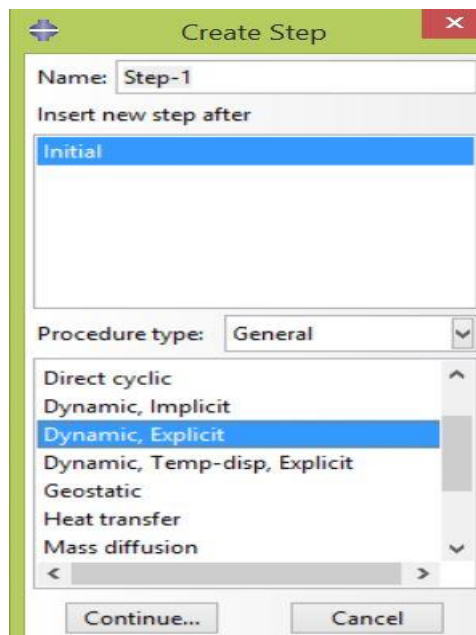 Create Step
Name: Step-1
Insert new step after
Initial
Procedure type: General
Direct cyclic
Dynamic, Implicit
Dynamic, Explicit
Dynamic, Temp-disp, Explicit
Geostatic
Heat transfer
Mass diffusion
Continue... Cancel